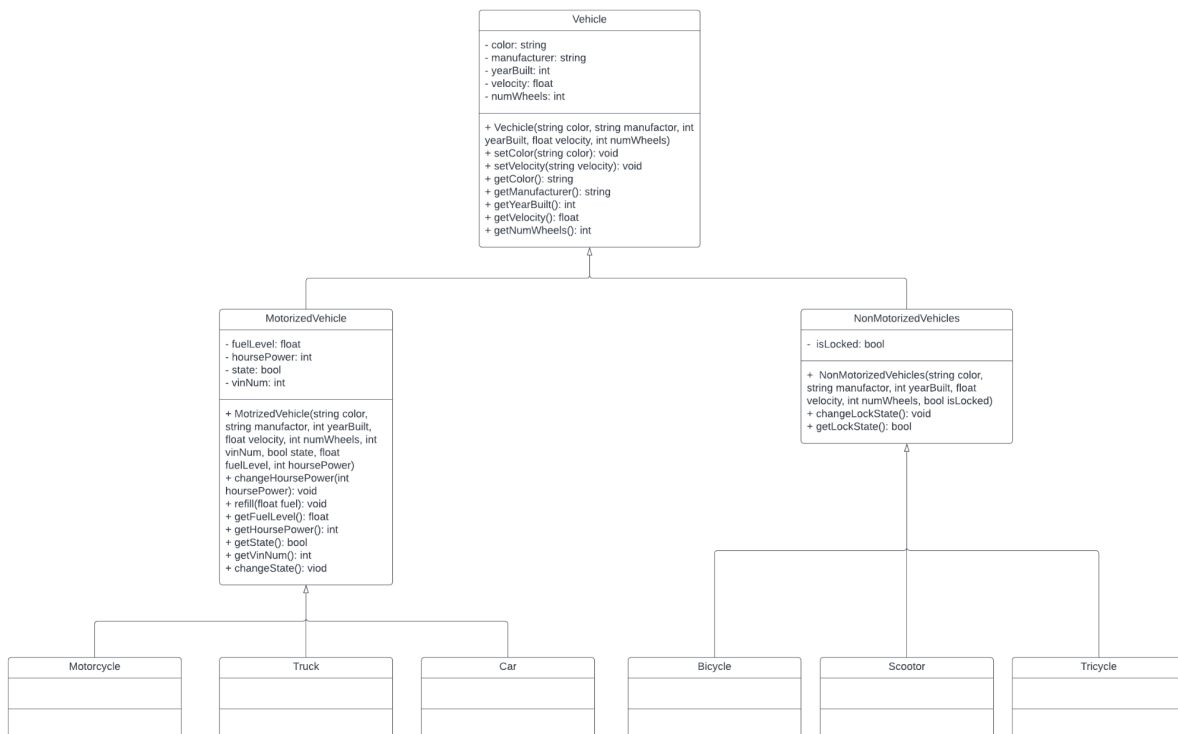 Vehicle
- color: string
- manufacturer: string
- yearBuilt: int
- velocity: float
- numWheels: int
+ Vechicle(string color, string manufactor, int
yearBuilt, float velocity, int numWheels)
+ setColor(string color): void
+ setVelocity(string velocity): void
+ getColor(): string
+ getManufacturer(): string
+ getYearBuilt(): int
+ getVelocity(): float
+ getNumWheels(): int
MotorizedVehicle
- fuelLevel: float
- hoursePower: int
- state: bool
- vinNum: int
+ MotrizedVehicle(string color,
string manufactor, int yearBuilt,
float velocity, int numWheels, int
vinNum, bool state, float
fuelLevel, int hoursePower)
+ changeHoursePower(int
hoursePower): void
+ refill(float fuel): void
+ getFuelLevel(): float
+ getHoursePower(): int
+ getState(): bool
+ getVinNum(): int
+ changeState(): viod
NonMotorizedVehicles
- isLocked: bool
+ NonMotorizedVehicles(string color,
string manufactor, int yearBuilt, float
velocity, int numWheels, bool isLocked)
+ changeLockState(): void
+ getLockState(): bool
Motorcycle
Truck
Car
Bicycle
Scootor
Tricycle